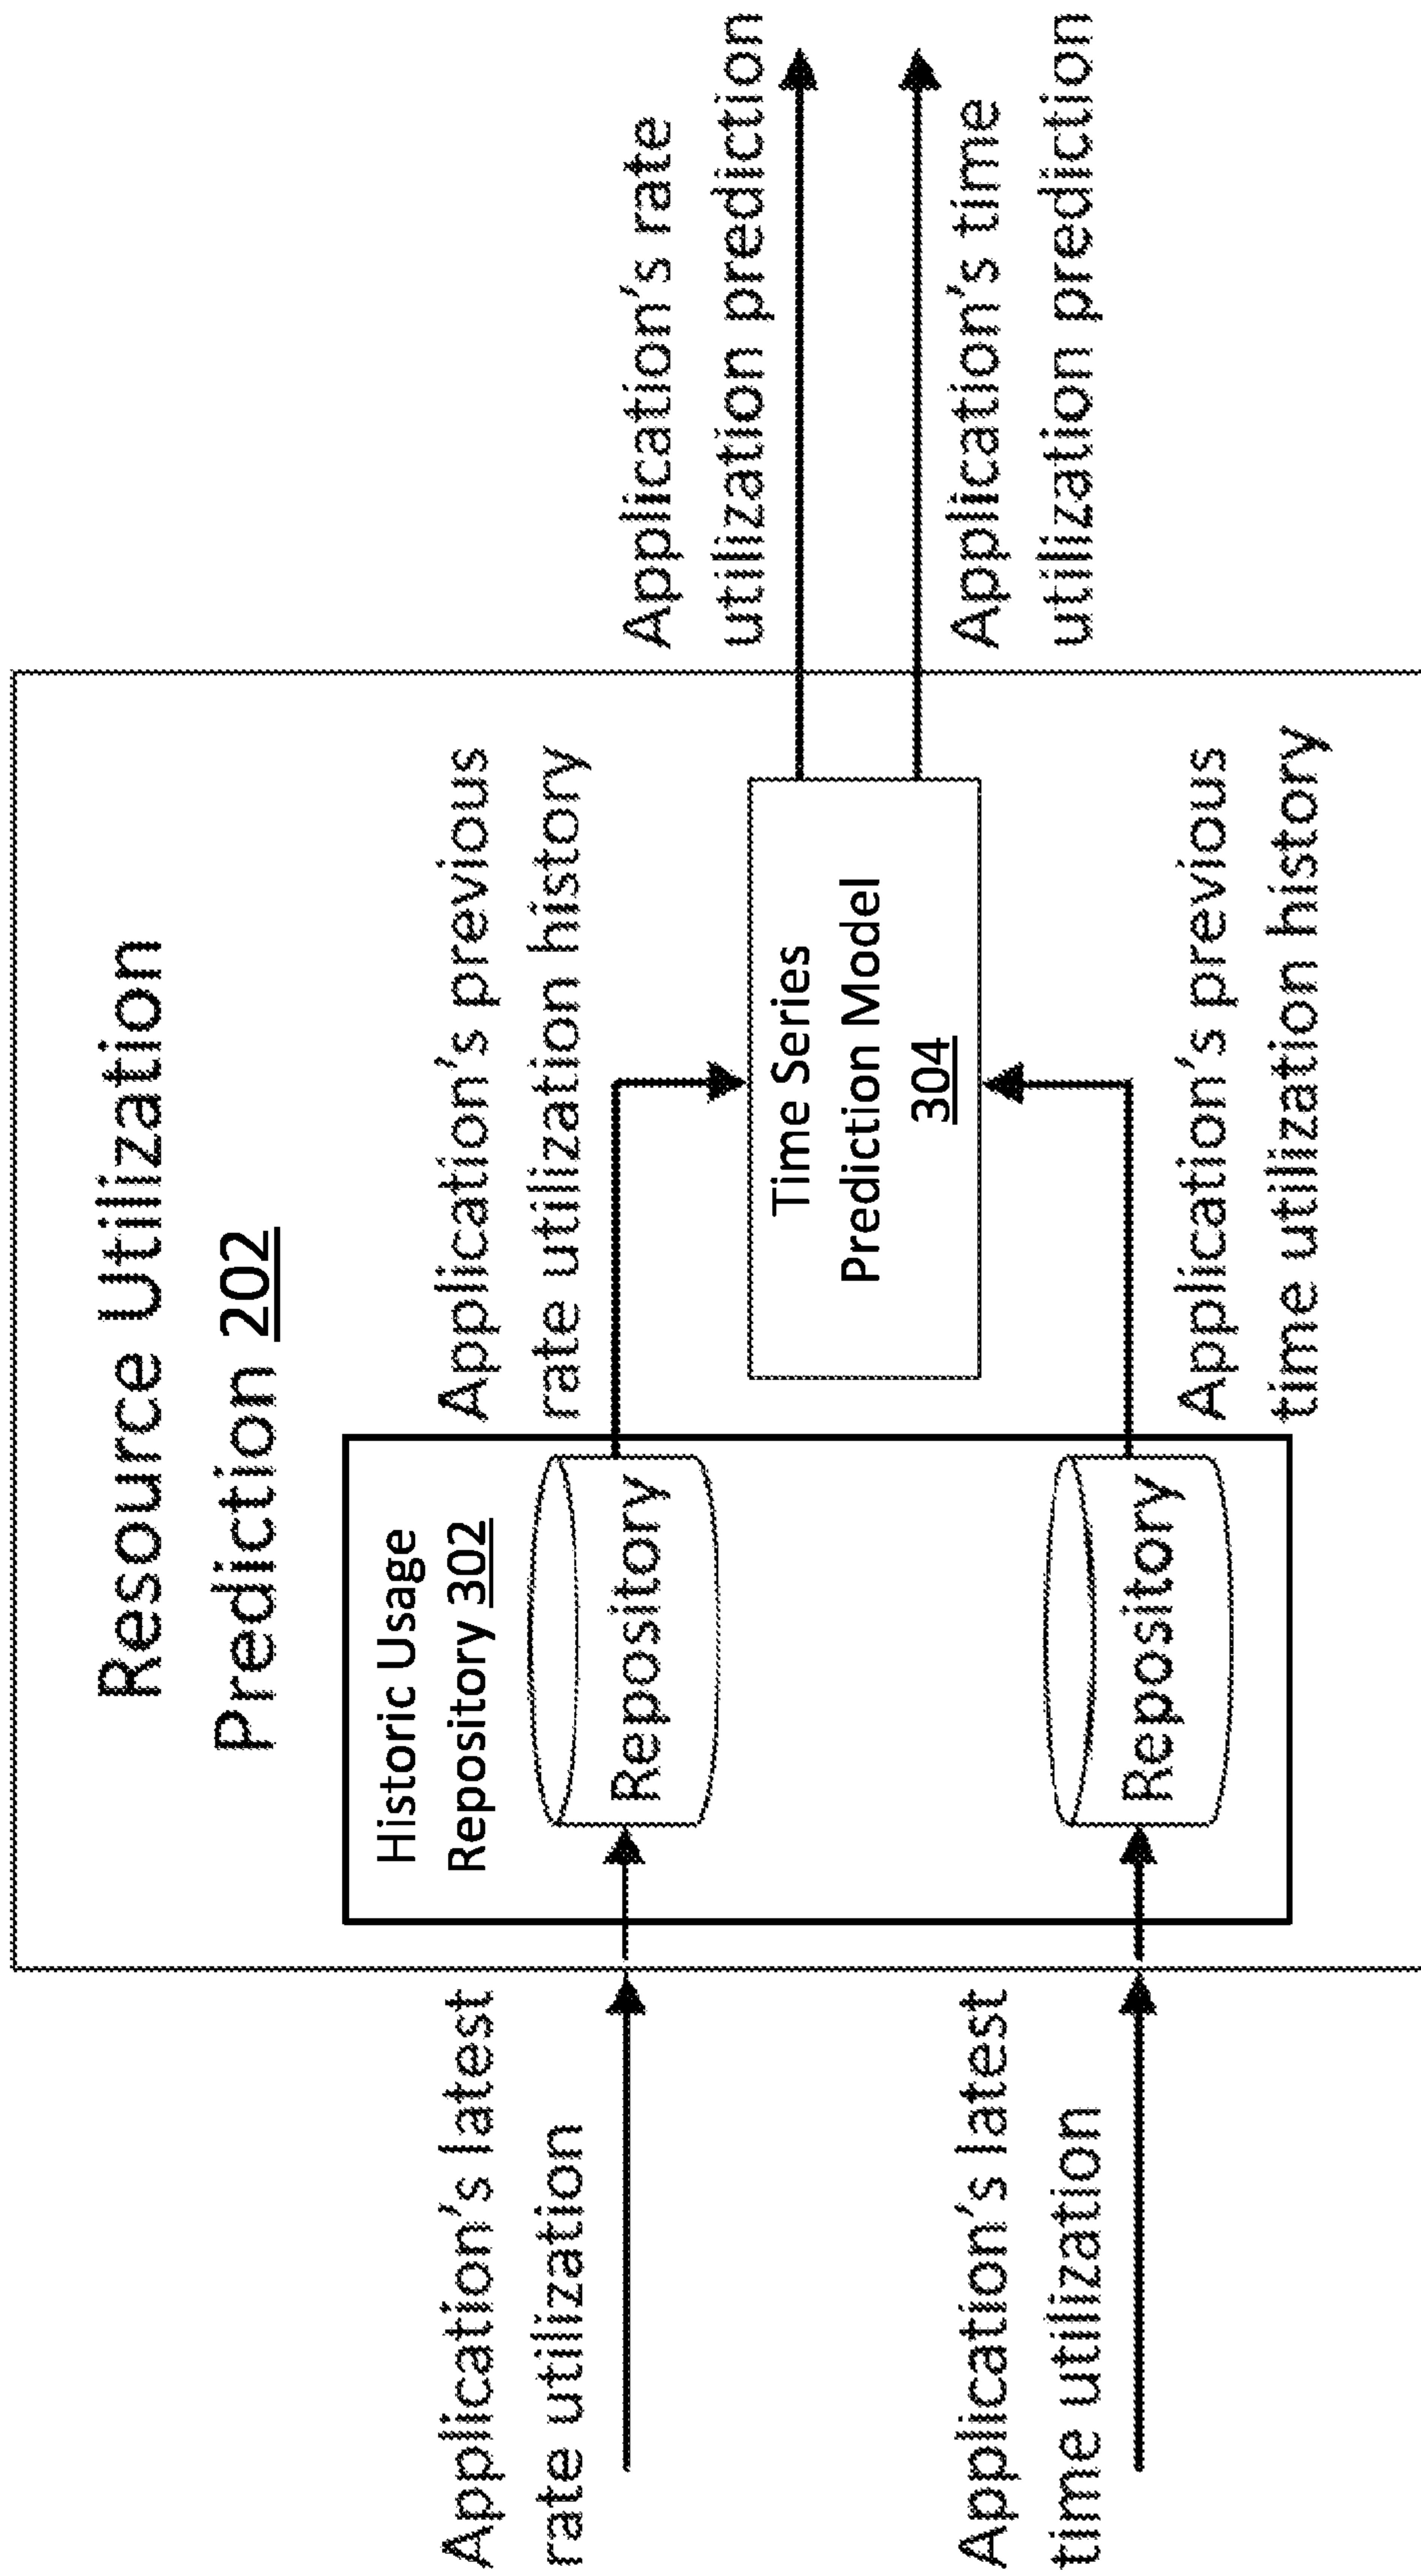 Resource Utilization
Prediction 202
Application's latest
rate utilization
Application's latest
time utilization
Historic Usage
Repository 302
Repository
Repository
Application's previous
rate utilization history
Time Series
Prediction Model
304
Application's previous
time utilization history
Application's rate
utilization prediction
Application's time
utilization prediction